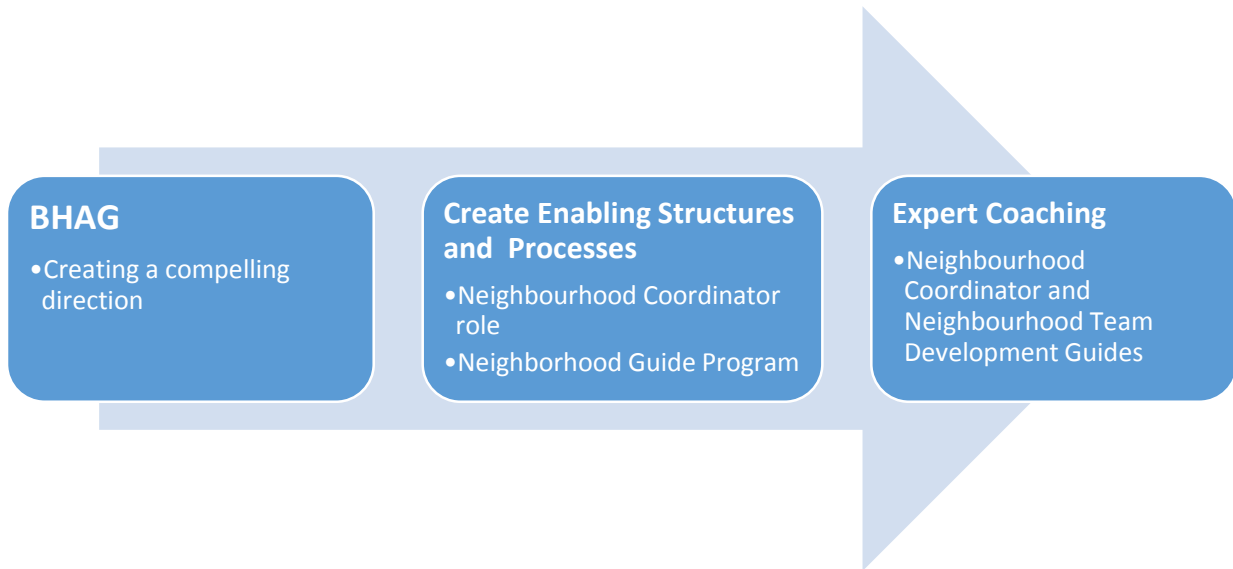 BHAG
•Creating a compelling
direction
Create Enabling Structures
and Processes
•Neighbourhood Coordinator
role
•Neighborhood Guide Program
Expert Coaching
•Neighbourhood
Coordinator and
Neighbourhood Team
Development Guides